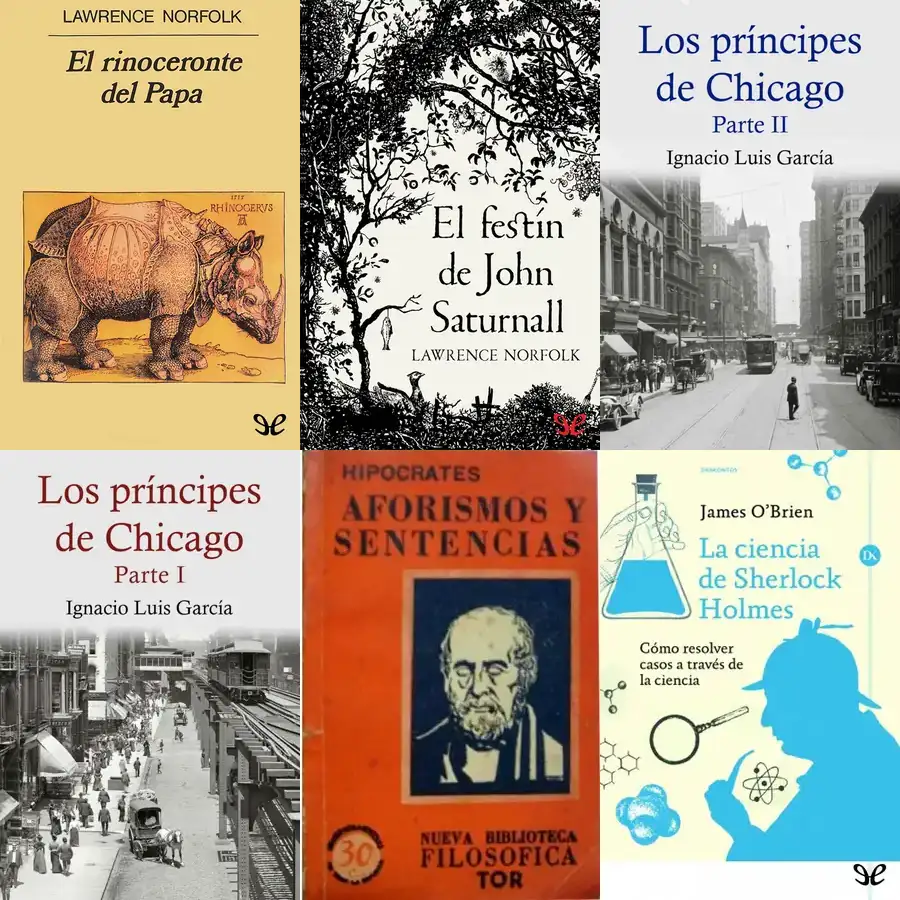 LAWRENCE NORFOLK
El rinoceronte
del Papa
1515
RHINOCERVS
El festín
de John
Saturnall
LAWRENCE NORFOLK
Los príncipes
de Chicago
Parte II
Ignacio Luis García
Los príncipes
de Chicago
Parte I
Ignacio Luis García
HIPOCRATES
AFORISMOS Y
SENTENCIAS
30
NUEVA BIBLIOTECA
FILOSOFICA
TOR
James O'Brien
La ciencia
de Sherlock
Holmes
Cómo resolver
casos a través de
la ciencia